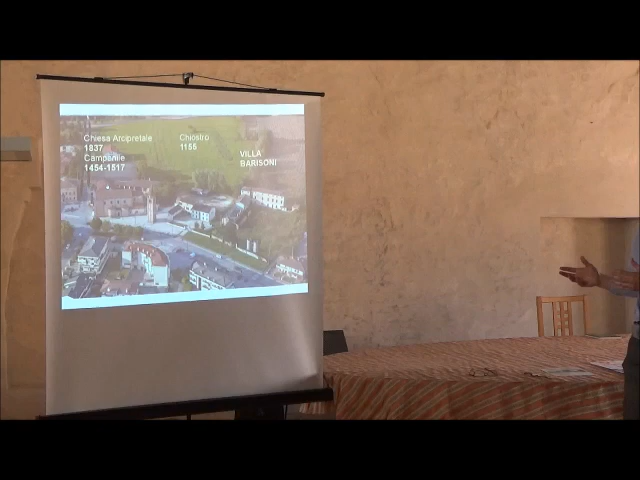 Chiesa Arcipretale
1837
Campanile
1454-1517
Chiostro
1155
VILLA
BARISONI